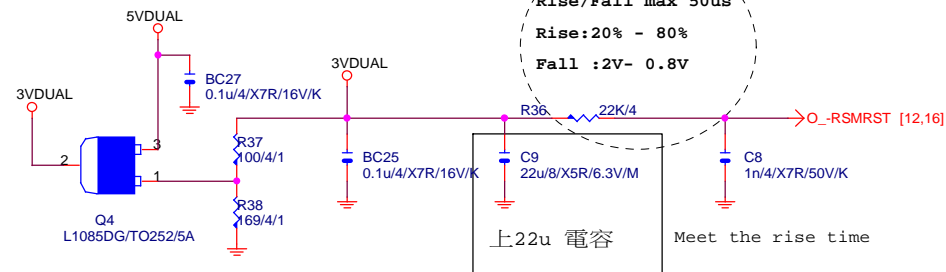 Rise/Fall max 50us
5VDUAL
Rise:20% - 80%
Fall :2V- 0.8V
3VDUAL
BC27
0.1u/4/X7R/16V/K
3VDUAL
R36
22K/4
O_-RSMRST [12,16]
3
R37
100/4/1
2
BC25
0.1u/4/X7R/16V/K
C9
22u/8/X5R/6.3V/M
C8
1n/4/X7R/50V/K
1
R38
169/4/1
Q4
L1085DG/TO252/5A
上22u 電容
Meet the rise time